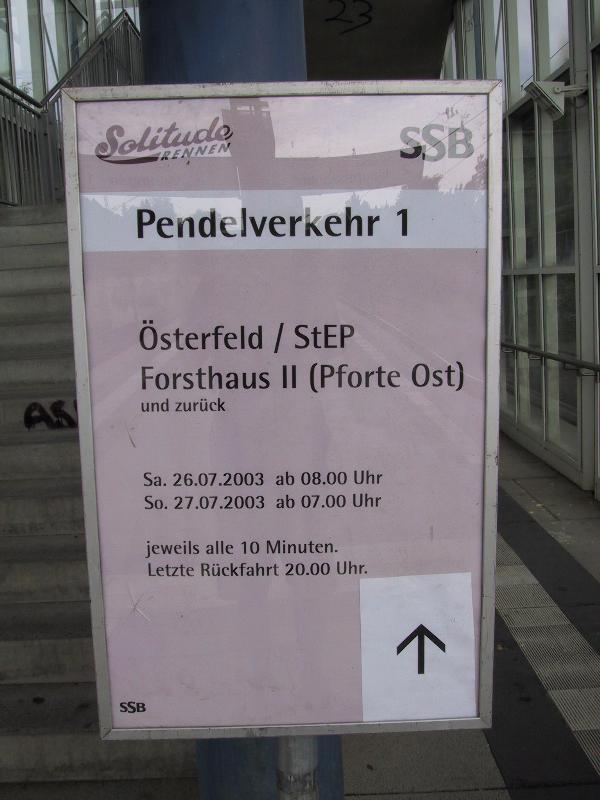 23
Solitude
RENNEN
SSB
Pendelverkehr 1
Österfeld / StEP
Forsthaus II (Pforte Ost)
und zurück
Sa. 26.07.2003 ab 08.00 Uhr
So. 27.07.2003 ab 07.00 Uhr
jeweils alle 10 Minuten.
Letzte Rückfahrt 20.00 Uhr.
SSB